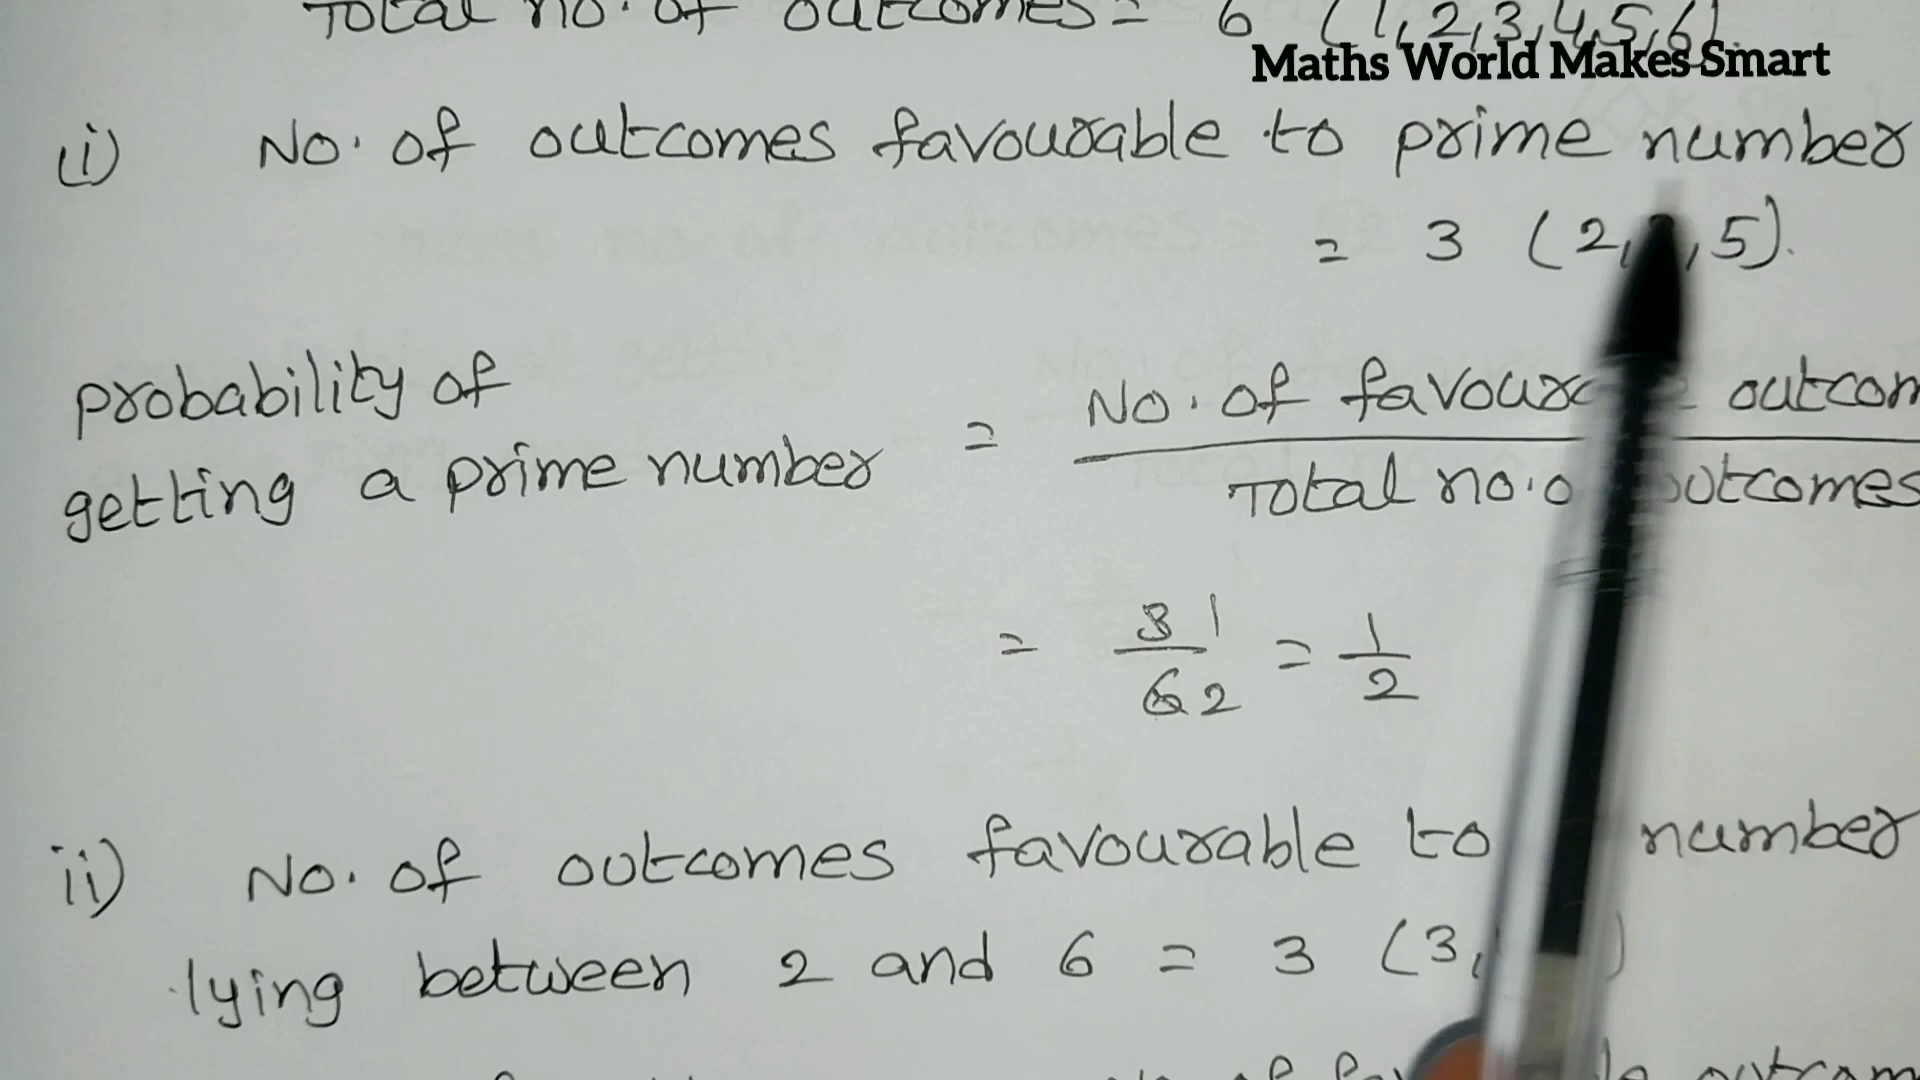 Total no. of outcomes = 6 (1,2,3,4,5,6).
Maths World Makes Smart
(i) No. of outcomes favourable to prime number
= 3 (2, ,5).
probability of
getting a prime number = No. of outcom
Total no. outcomes
= 3 1 / 6 2 = 1/2
ii) No. of outcomes favourable to number
lying between 2 and 6 = 3 (3, )